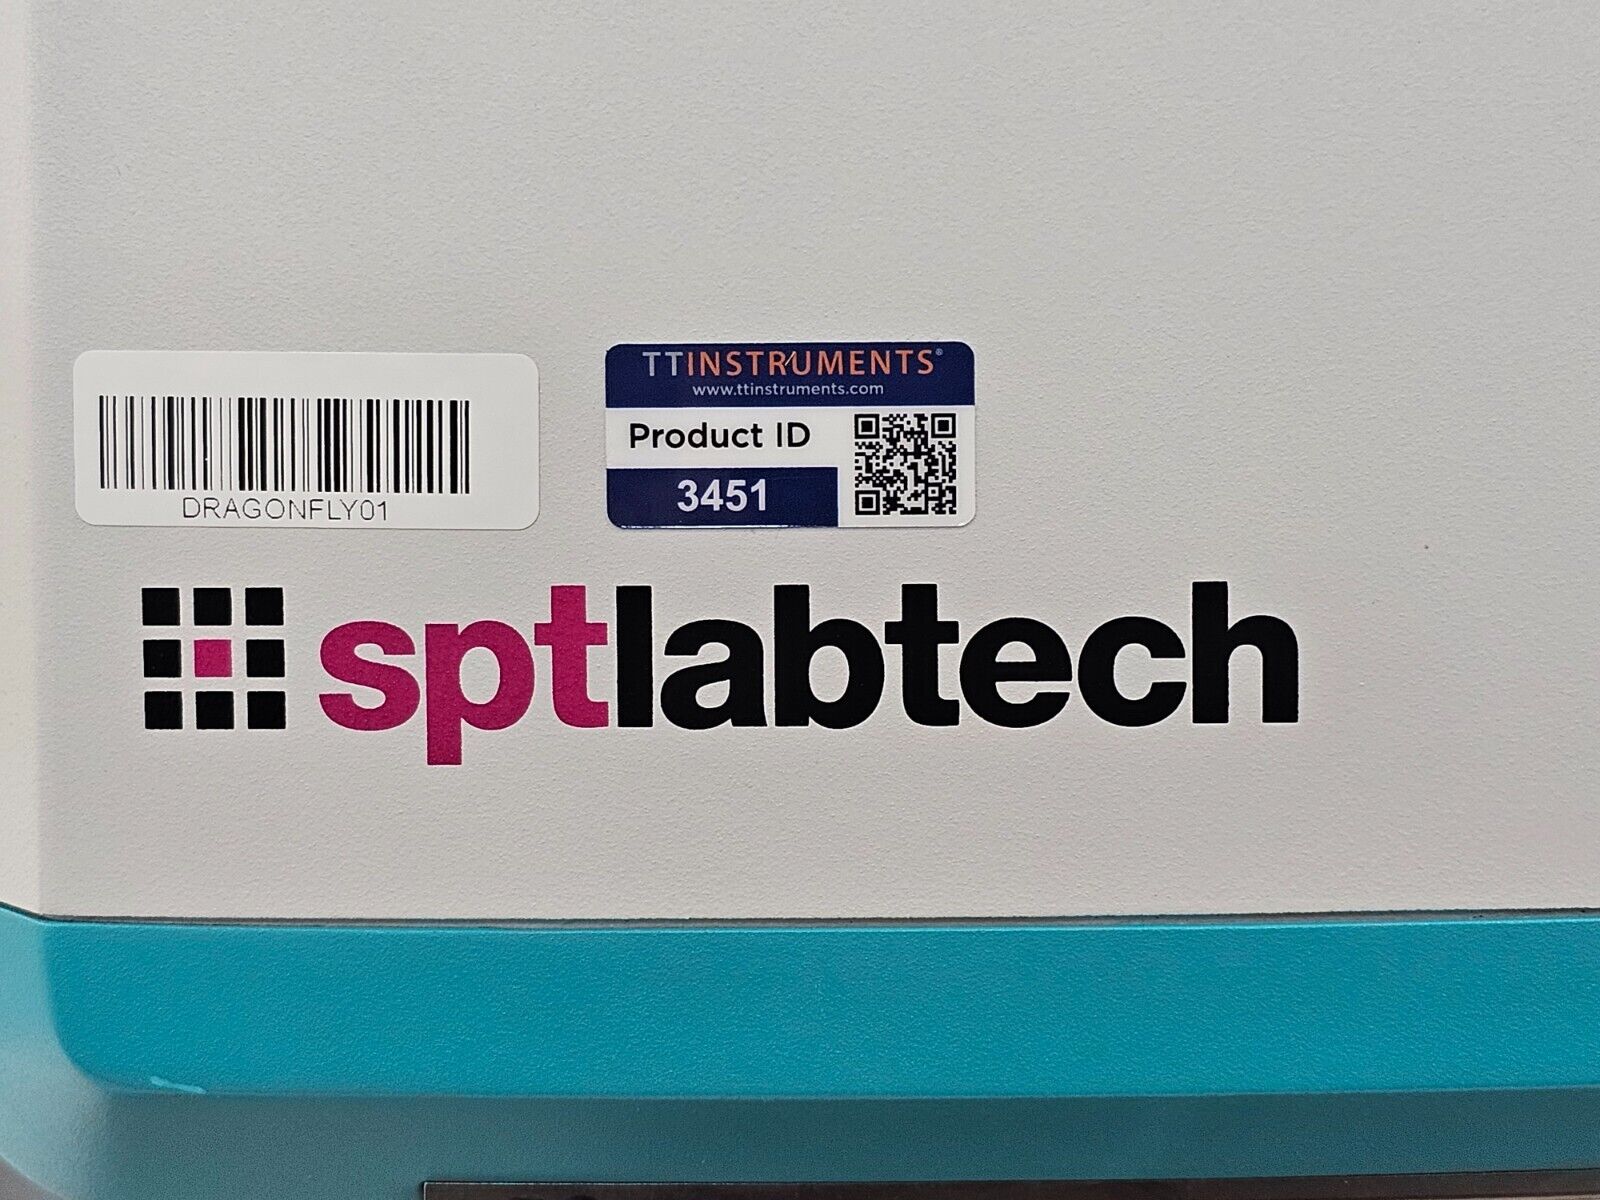 DRAGONFLY01
TTINSTRUMENTS®
www.ttinstruments.com
Product ID
3451
sptlabtech